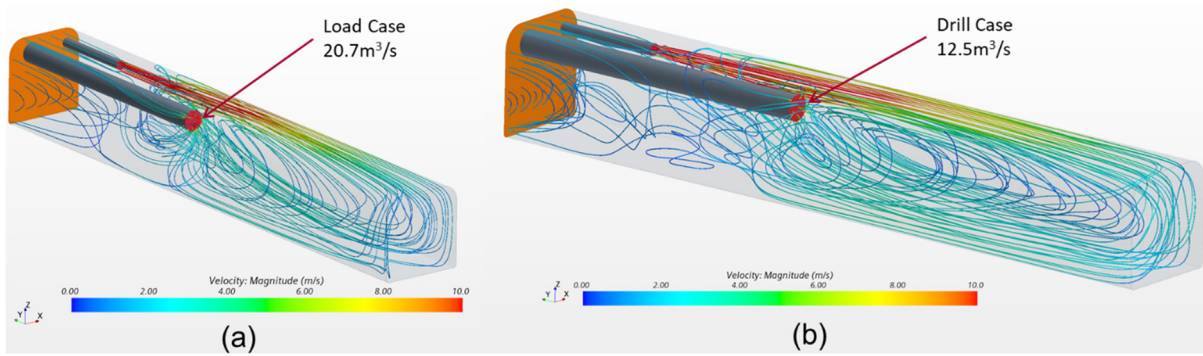 Load Case
20.7m³/s
Drill Case
12.5m³/s
Velocity: Magnitude (m/s)
0.00 2.00 4.00 6.00 8.00 10.0
Z
Y X
(a)
Velocity: Magnitude (m/s)
0.00 2.00 4.00 6.00 8.00 10.0
Z
Y X
(b)